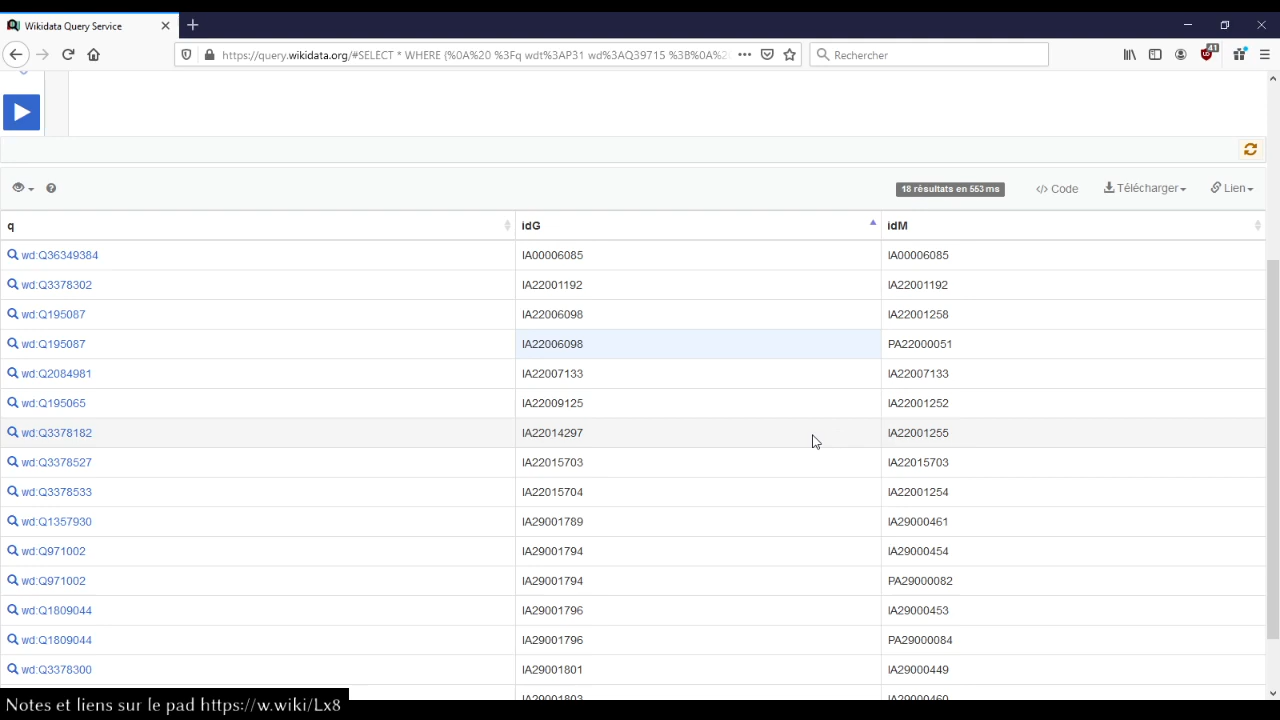 Wikidata Query Service
https://query.wikidata.org/#SELECT * WHERE {%0A%20 %3Fq wdt%3AP31 wd%3AQ39715 %3B%0A%2
Rechercher
41
18 résultats en 553 ms
</> Code
Télécharger
Lien
q idG idM
wd:Q36349384 IA00006085 IA00006085
wd:Q3378302 IA22001192 IA22001192
wd:Q195087 IA22006098 IA22001258
wd:Q195087 IA22006098 PA22000051
wd:Q2084981 IA22007133 IA22007133
wd:Q195065 IA22009125 IA22001252
wd:Q3378182 IA22014297 IA22001255
wd:Q3378527 IA22015703 IA22015703
wd:Q3378533 IA22015704 IA22001254
wd:Q1357930 IA29001789 IA29000461
wd:Q971002 IA29001794 IA29000454
wd:Q971002 IA29001794 PA29000082
wd:Q1809044 IA29001796 IA29000453
wd:Q1809044 IA29001796 PA29000084
wd:Q3378300 IA29001801 IA29000449
IA29001803 IA29000460
Notes et liens sur le pad https://w.wiki/Lx8